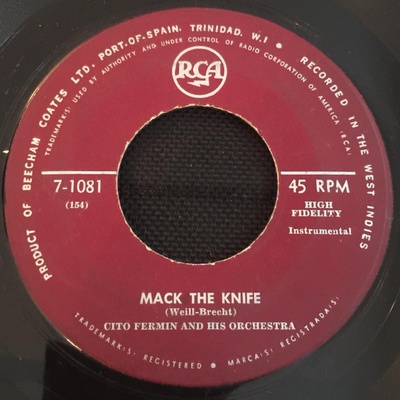 PRODUCT OF BEECHAM COATES LTD. PORT-OF-SPAIN, TRINIDAD, W.I • RECORDED IN THE WEST INDIES
TRADEMARKS USED BY AUTHORITY AND UNDER CONTROL OF RADIO CORPORATION OF AMERICA (RCA)
RCA
7-1081
(154)
45 RPM
HIGH
FIDELITY
Instrumental
MACK THE KNIFE
(Weill-Brecht)
CITO FERMIN AND HIS ORCHESTRA
TRADEMARK(S) REGISTERED • MARCA(S) REGISTRADA(S)